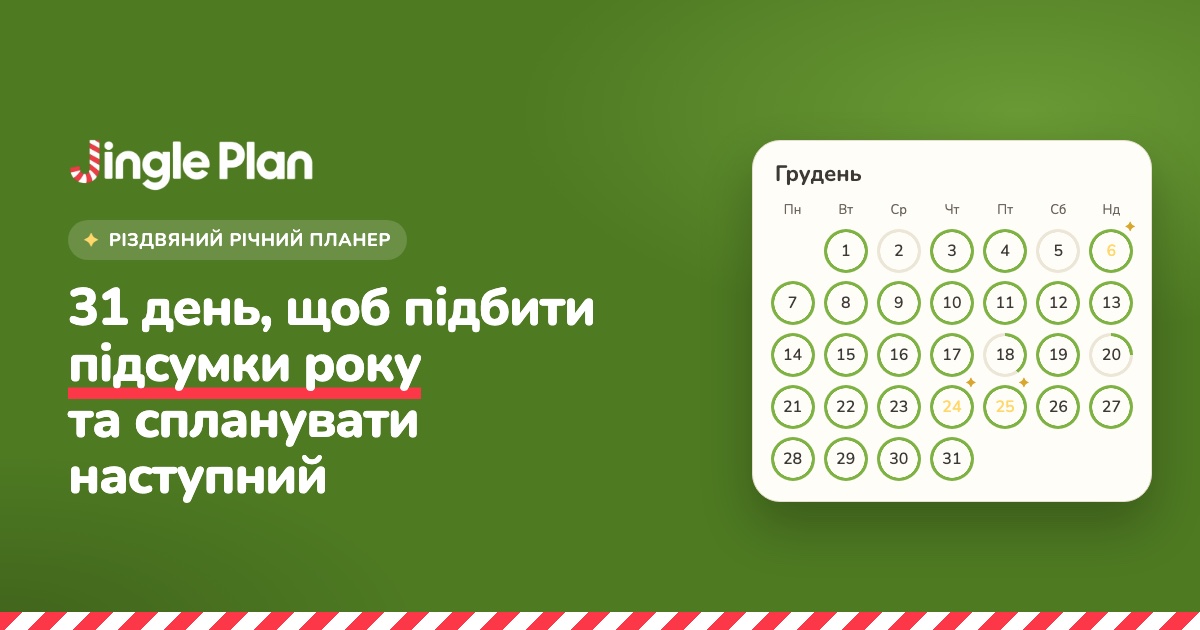 Jingle Plan
РІЗДВЯНИЙ РІЧНИЙ ПЛАНЕР
31 день, щоб підбити
підсумки року
та спланувати
наступний
Грудень
Пн Вт Ср Чт Пт Сб Нд
1 2 3 4 5 6
7 8 9 10 11 12 13
14 15 16 17 18 19 20
21 22 23 24 25 26 27
28 29 30 31